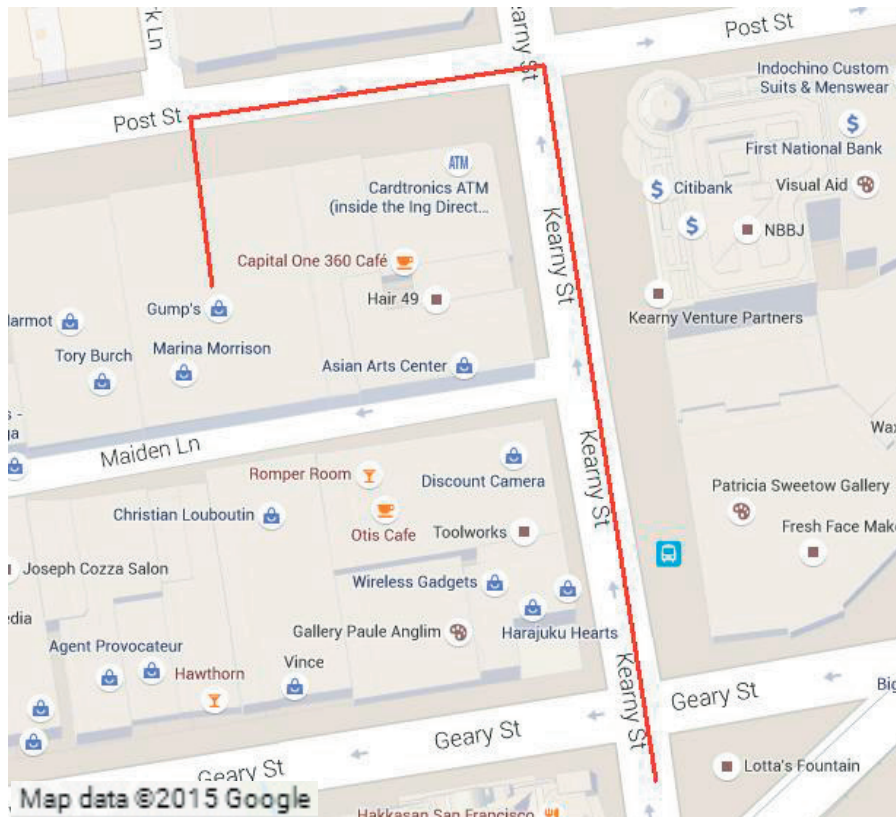 Kearny St
Post St
Indochino Custom
Suits & Menswear
Post St
ATM
First National Bank
Cardtronics ATM
(inside the Ing Direct...
$
$
Citibank
Visual Aid
$
NBBJ
Kearny St
Capital One 360 Café
Hair 49
Gump's
Kearny Venture Partners
Tory Burch
Marina Morrison
Asian Arts Center
Maiden Ln
Romper Room
Discount Camera
Kearny St
Patricia Sweetow Gallery
Christian Louboutin
Otis Cafe
Toolworks
Joseph Cozza Salon
Wireless Gadgets
Gallery Paule Anglim
Harajuku Hearts
Agent Provocateur
Hawthorn
Vince
Kearny St
Geary St
Geary St
Geary St
Lotta's Fountain
Map data ©2015 Google
Hakkasan San Francisco